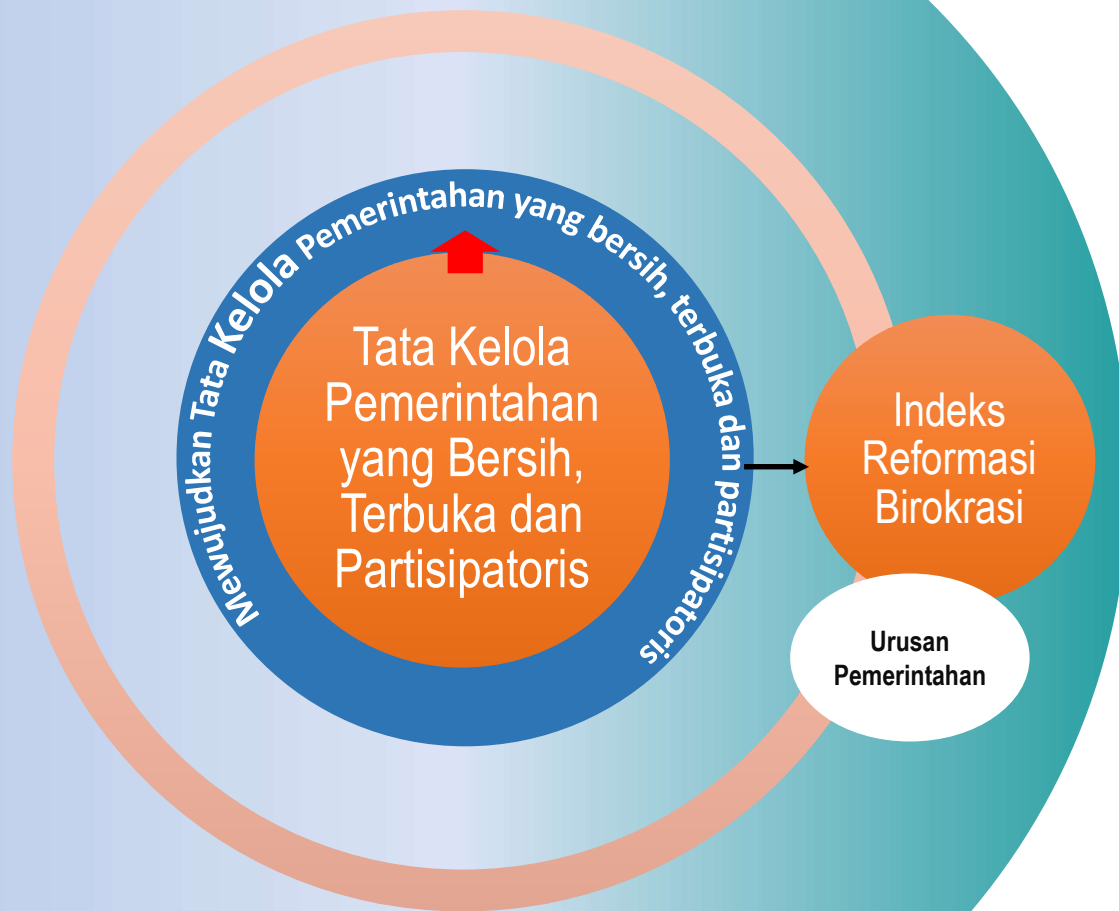 Mewujudkan Tata Kelola Pemerintahan yang bersih, terbuka dan partisipatoris
Tata Kelola
Pemerintahan
yang Bersih,
Terbuka dan
Partisipatoris
Indeks
Reformasi
Birokrasi
Urusan
Pemerintahan